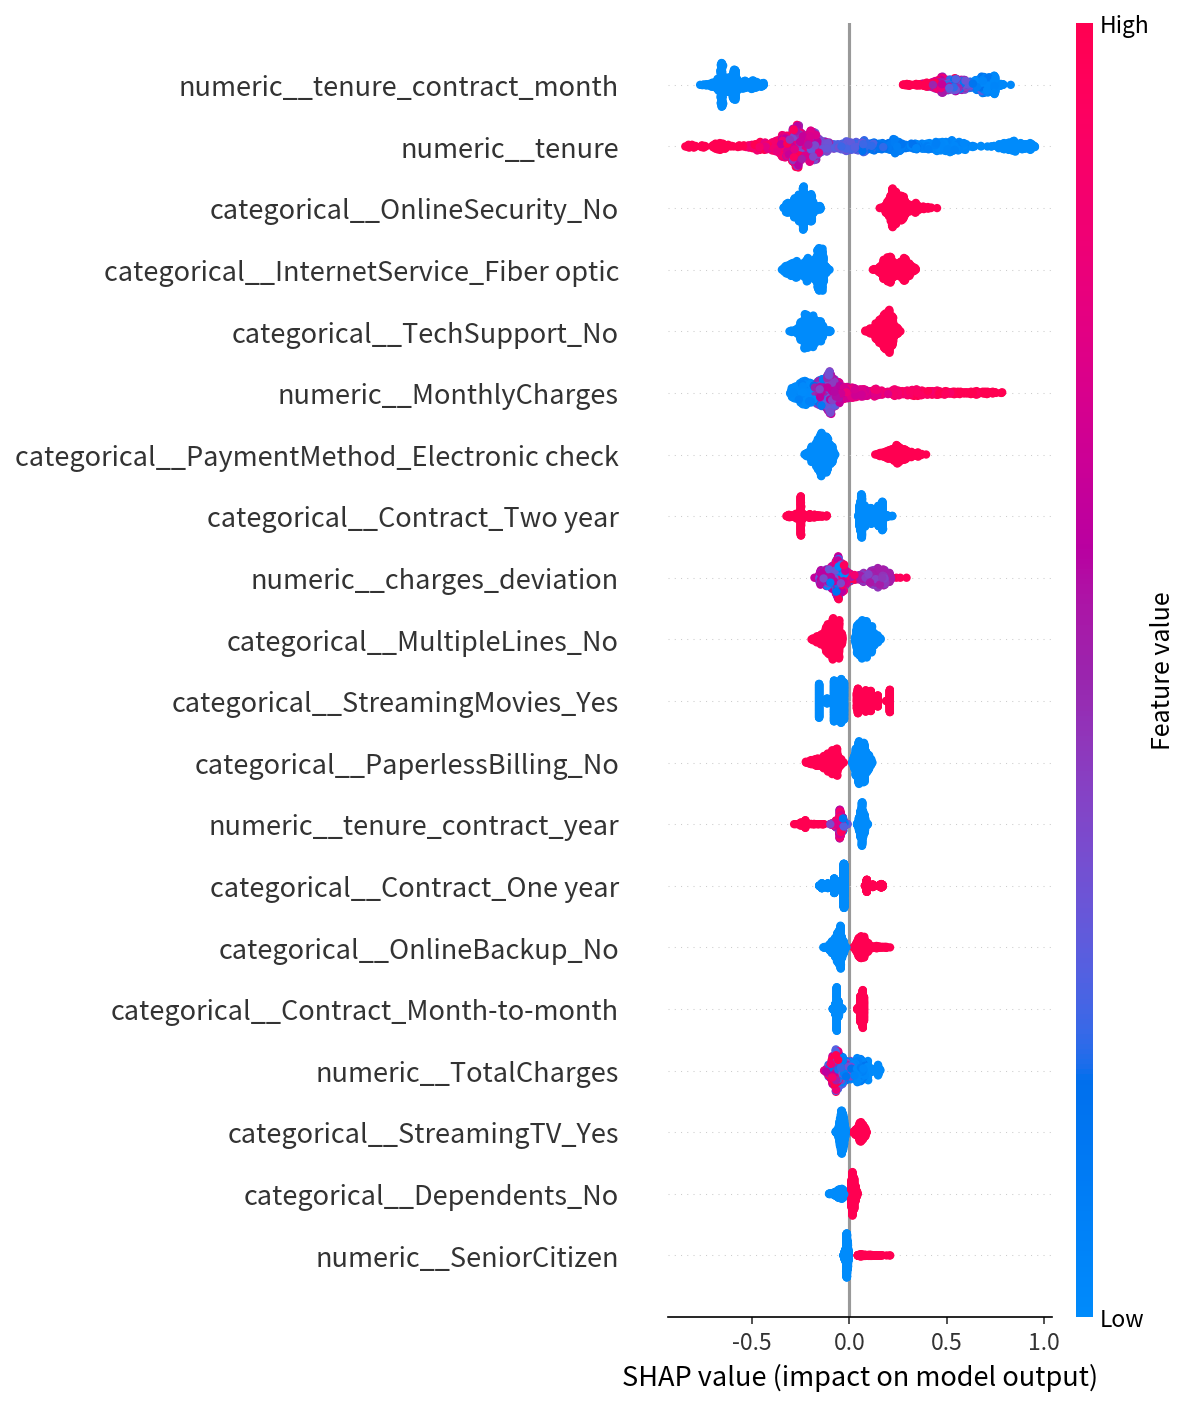 High
numeric__tenure_contract_month
numeric__tenure
categorical__OnlineSecurity_No
categorical__InternetService_Fiber optic
categorical__TechSupport_No
numeric__MonthlyCharges
categorical__PaymentMethod_Electronic check
categorical__Contract_Two year
numeric__charges_deviation
categorical__MultipleLines_No
categorical__StreamingMovies_Yes
categorical__PaperlessBilling_No
numeric__tenure_contract_year
categorical__Contract_One year
categorical__OnlineBackup_No
categorical__Contract_Month-to-month
numeric__TotalCharges
categorical__StreamingTV_Yes
categorical__Dependents_No
numeric__SeniorCitizen
Feature value
Low
-0.5 0.0 0.5 1.0
SHAP value (impact on model output)